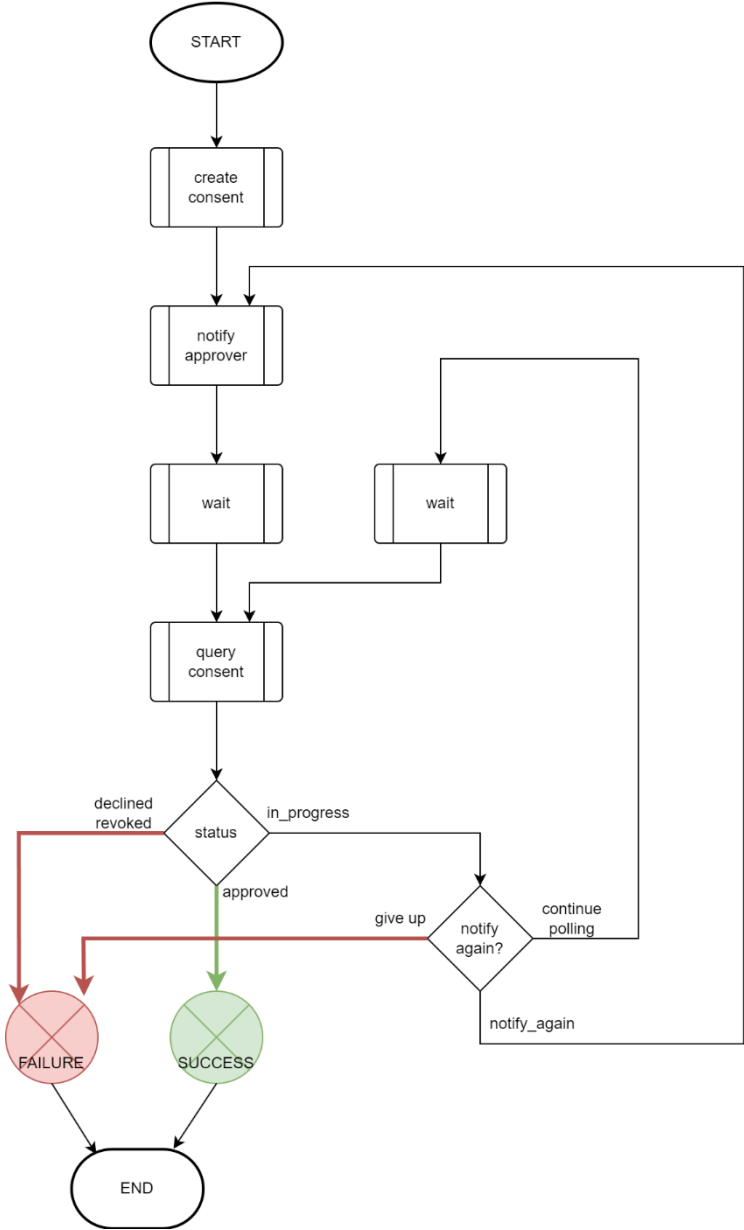 START
create
consent
notify
approver
wait
wait
query
consent
declined
revoked
status
in_progress
approved
give up
notify
again?
continue
polling
notify_again
FAILURE
SUCCESS
END